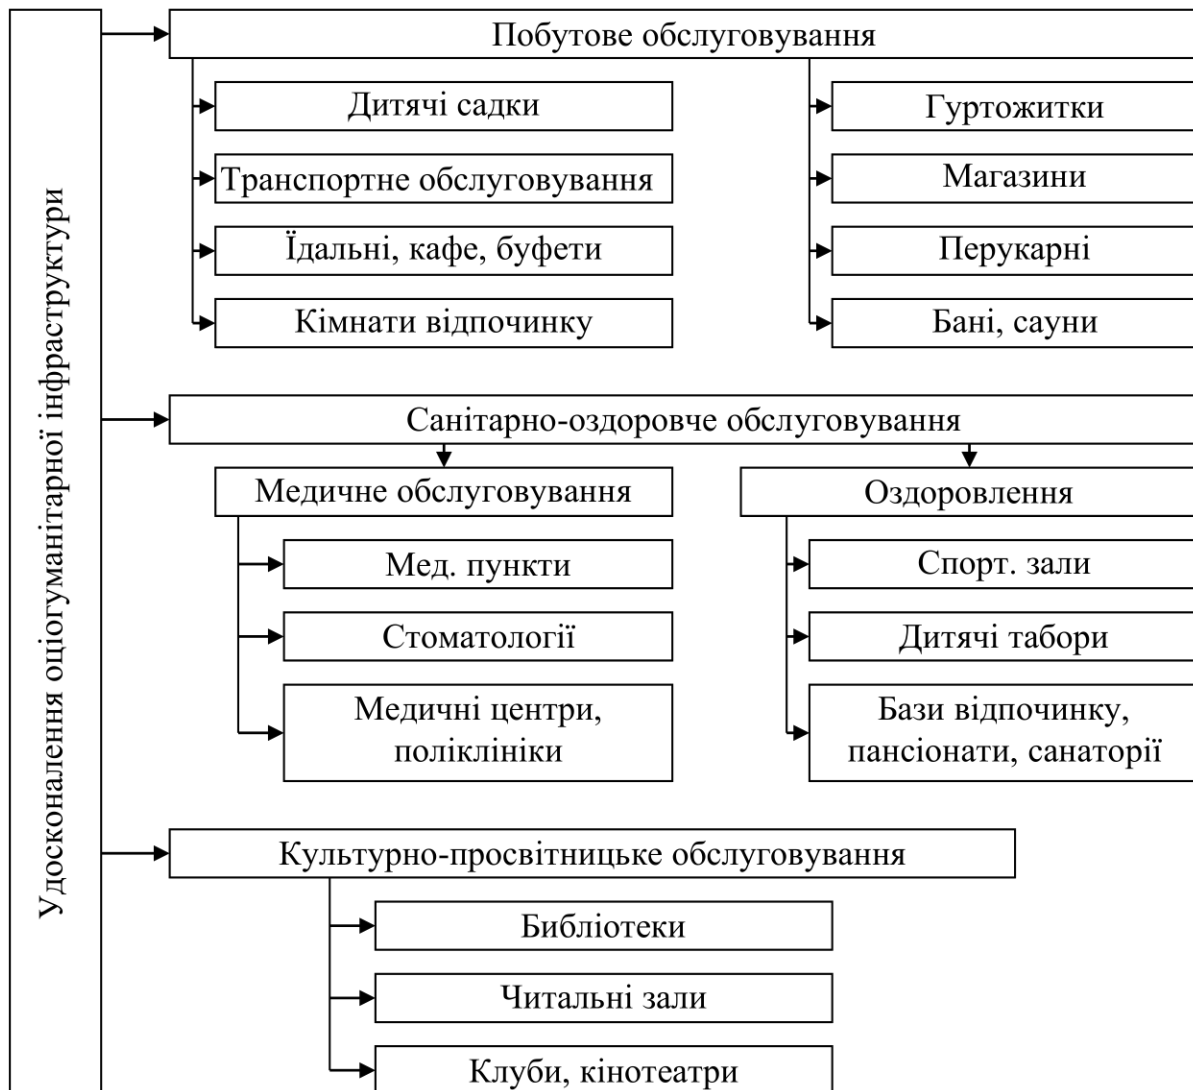 Удосконалення оціогуманітарної інфраструктури
Побутове обслуговування
Дитячі садки
Транспортне обслуговування
Їдальні, кафе, буфети
Кімнати відпочинку
Гуртожитки
Магазини
Перукарні
Бані, сауни
Санітарно-оздоровче обслуговування
Медичне обслуговування
Мед. пункти
Стоматології
Медичні центри,
поліклініки
Оздоровлення
Спорт. зали
Дитячі табори
Бази відпочинку,
пансіонати, санаторії
Культурно-просвітницьке обслуговування
Библіотеки
Читальні зали
Клуби, кінотеатри